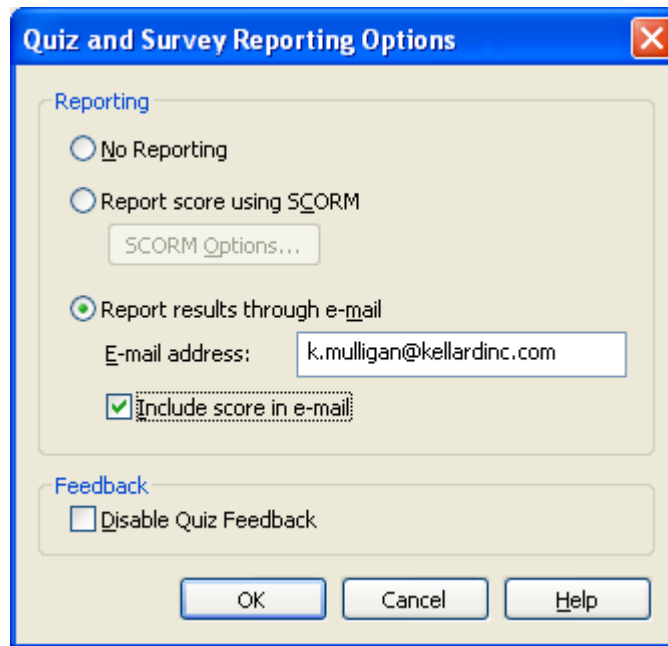 Quiz and Survey Reporting Options
Reporting
No Reporting
Report score using SCORM
SCORM Options...
Report results through e-mail
E-mail address: k.mulligan@kellardinc.com
Include score in e-mail
Feedback
Disable Quiz Feedback
OK Cancel Help